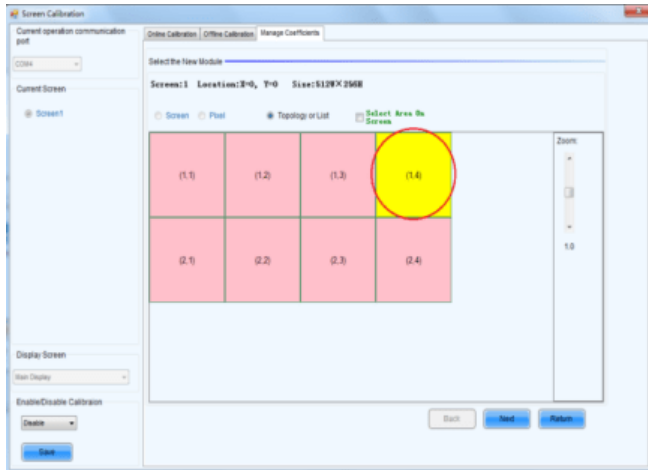 Screen Calibration
Current operation communication
port
COM4
Current Screen
Screen1
Display Screen
Main Display
Enable/Disable Calibraion
Disable
Save
Online Calibration Offline Calibration Manage Coefficients
Select the New Module
Screen:1 Location:X=0, Y=0 Size:512W×256H
Screen Pixel Topology or List Select Area On
Screen
(1,1) (1,2) (1,3) (1,4)
(2,1) (2,2) (2,3) (2,4)
Zoom:
1.0
Back Next Return